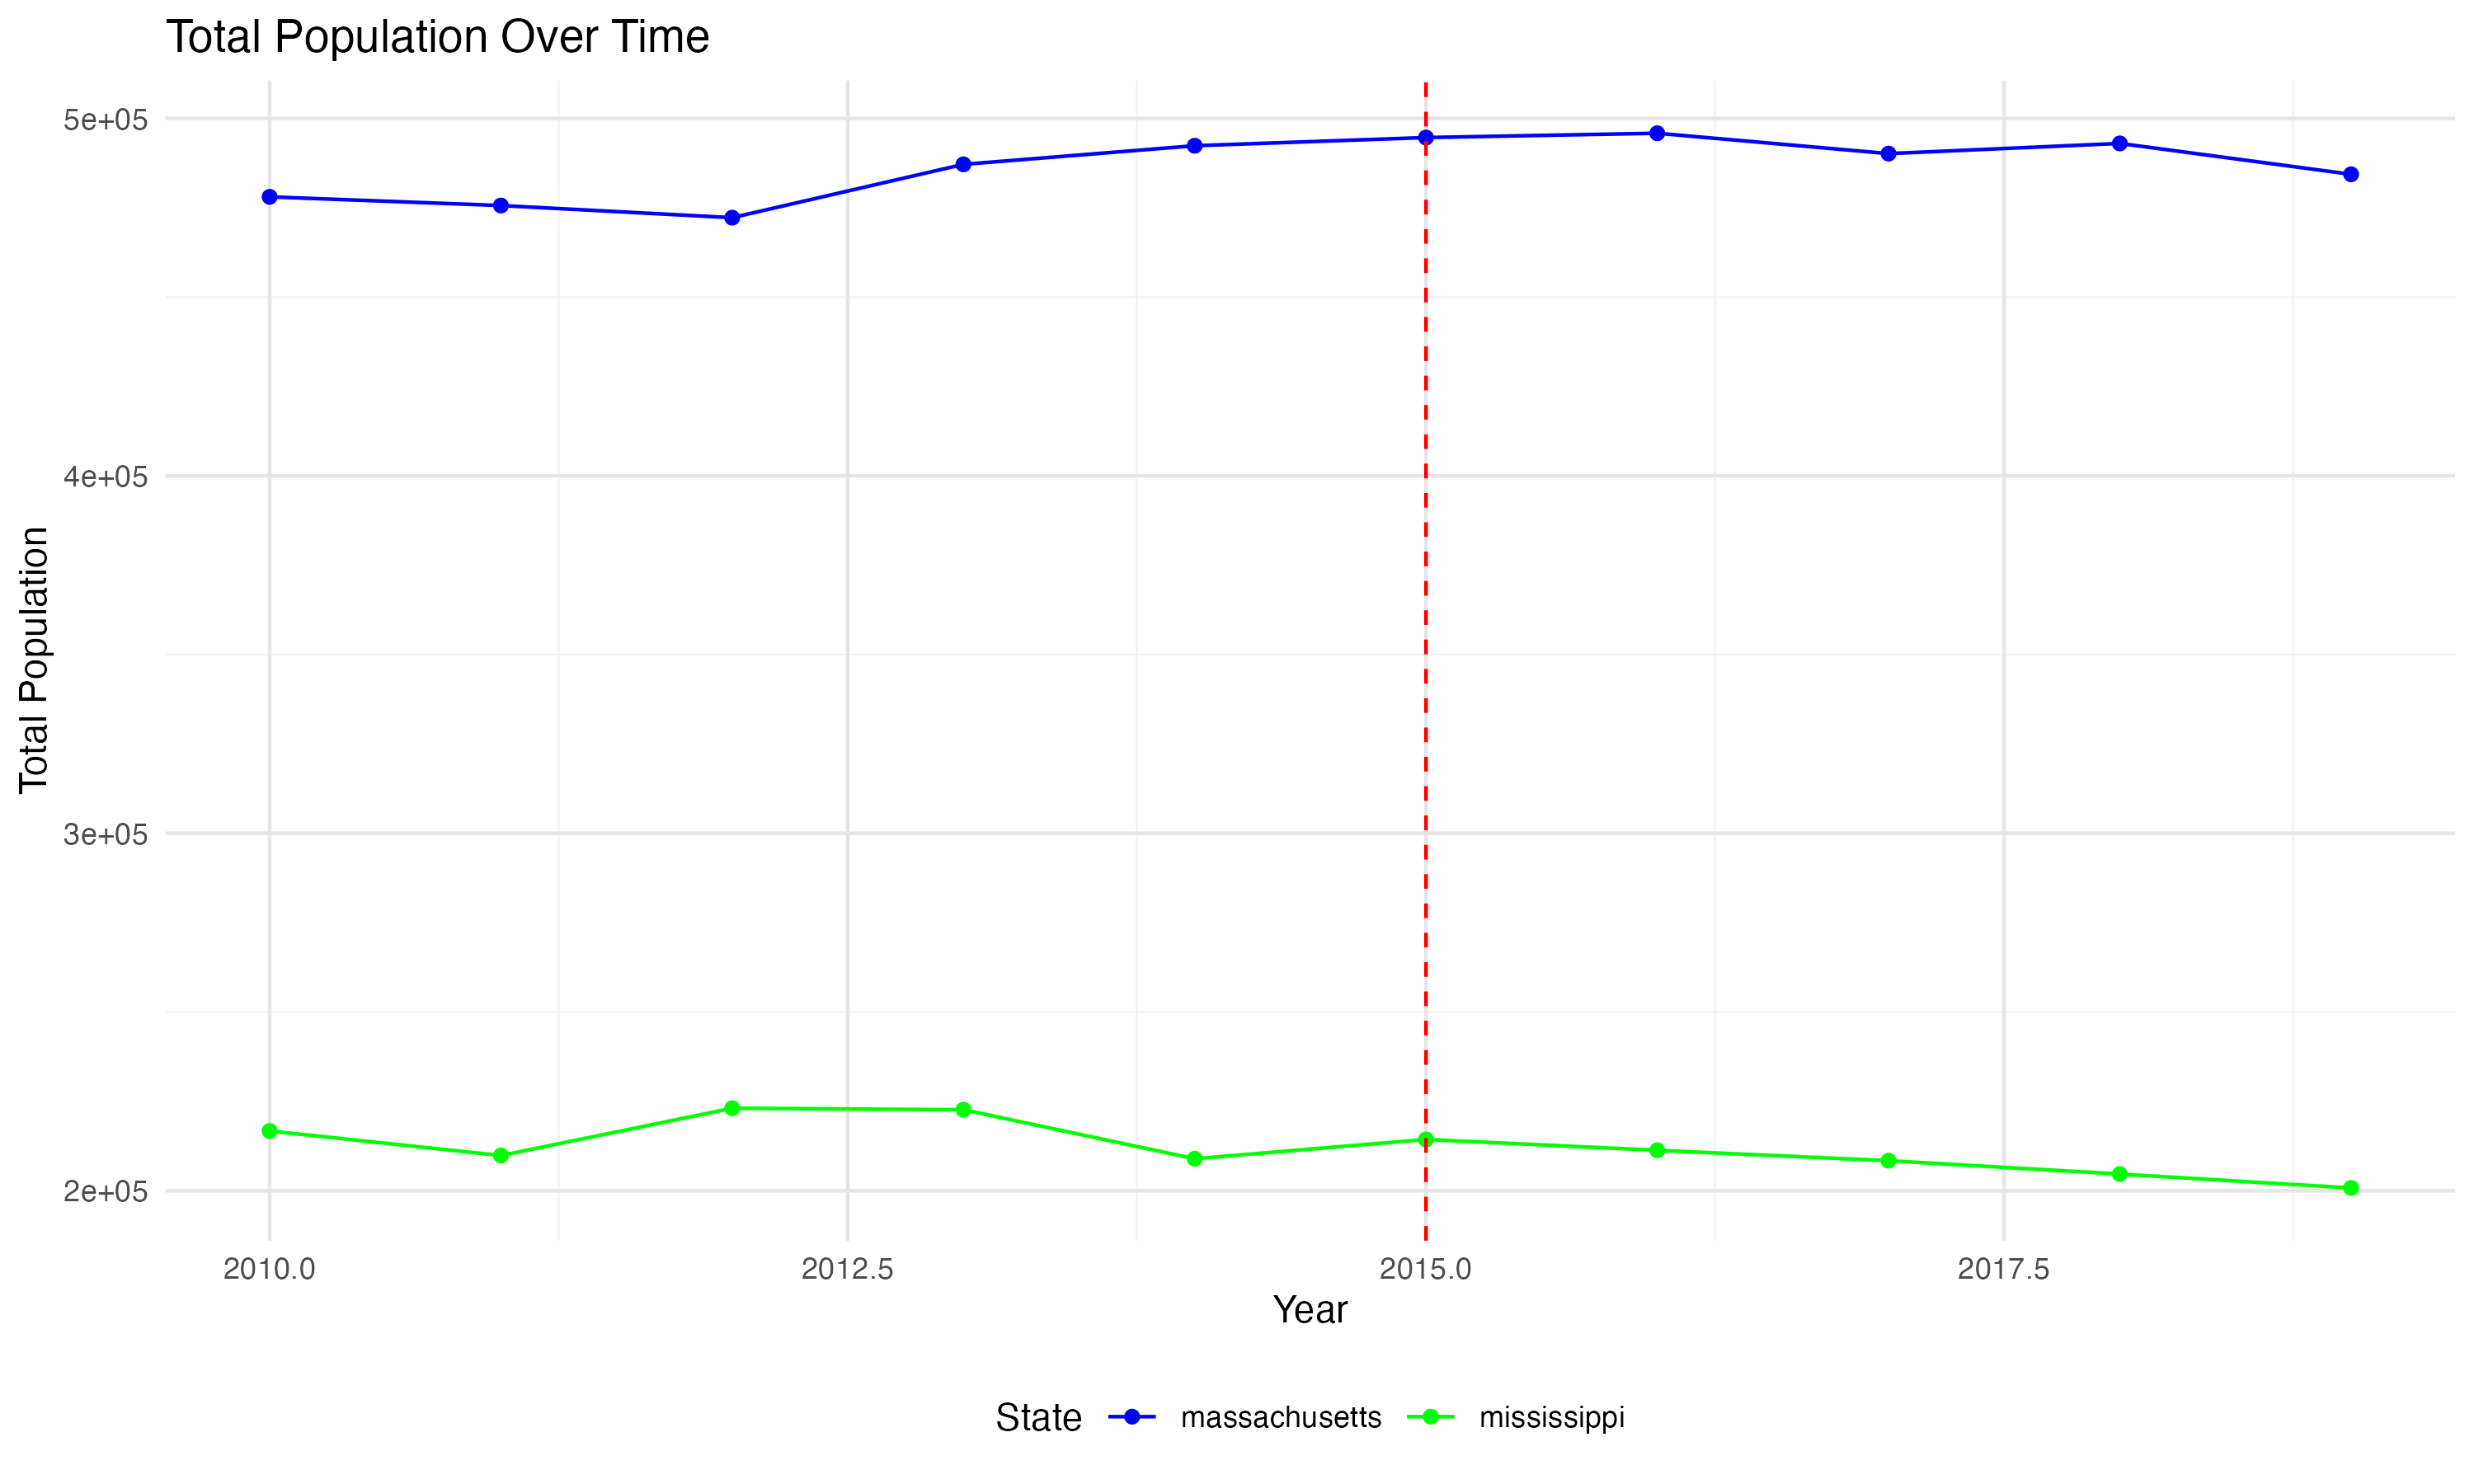 Total Population Over Time
Total Population
5e+05
4e+05
3e+05
2e+05
2010.0 2012.5 2015.0 2017.5
Year
State massachusetts mississippi